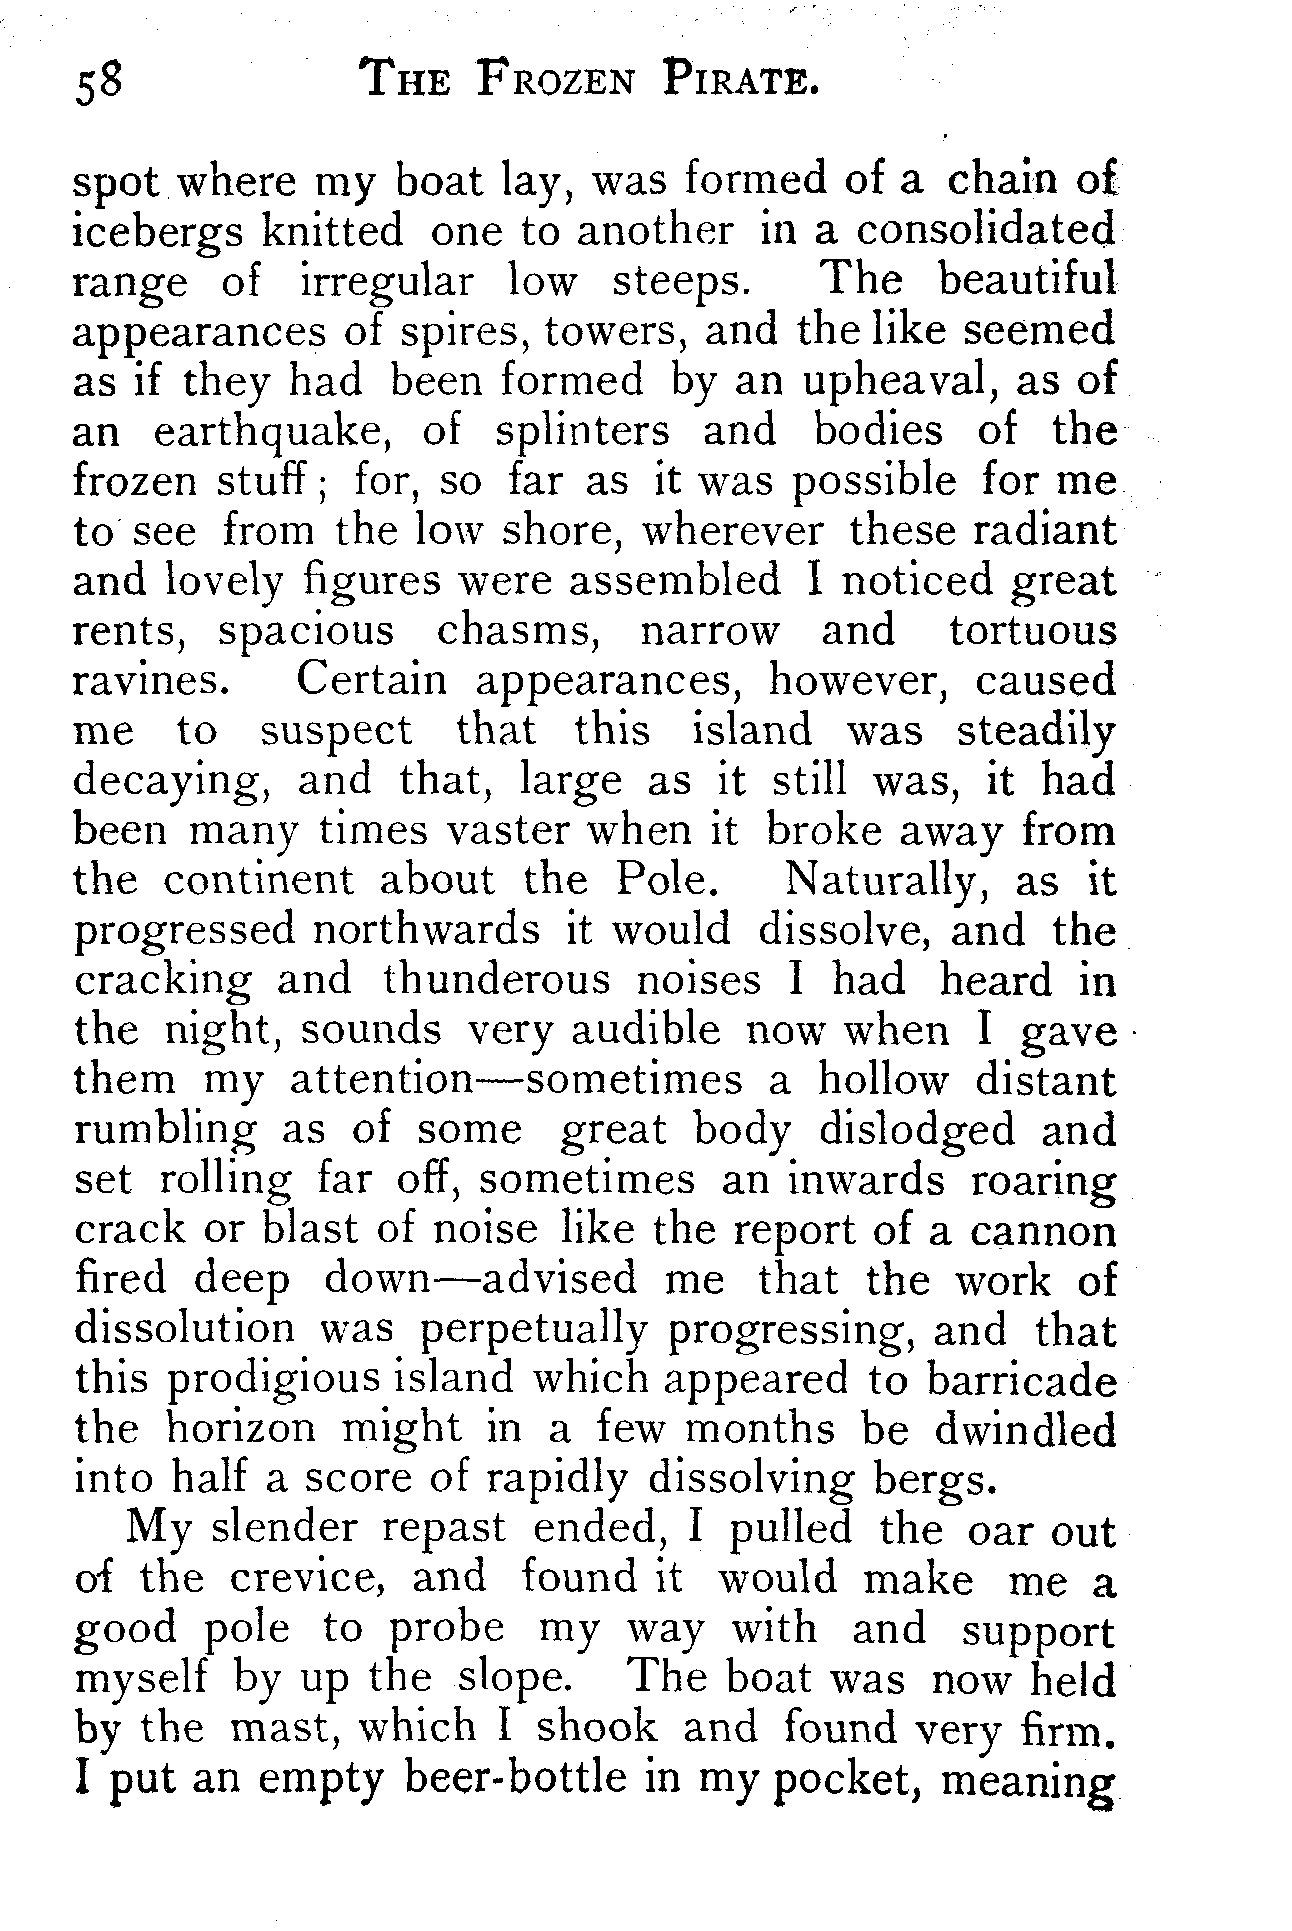 58 THE FROZEN PIRATE.
spot where my boat lay, was formed of a chain of
icebergs knitted one to another in a consolidated
range of irregular low steeps. The beautiful
appearances of spires, towers, and the like seemed
as if they had been formed by an upheaval, as of
an earthquake, of splinters and bodies of the
frozen stuff; for, so far as it was possible for me
to see from the low shore, wherever these radiant
and lovely figures were assembled I noticed great
rents, spacious chasms, narrow and tortuous
ravines. Certain appearances, however, caused
me to suspect that this island was steadily
decaying, and that, large as it still was, it had
been many times vaster when it broke away from
the continent about the Pole. Naturally, as it
progressed northwards it would dissolve, and the
cracking and thunderous noises I had heard in
the night, sounds very audible now when I gave
them my attention—sometimes a hollow distant
rumbling as of some great body dislodged and
set rolling far off, sometimes an inwards roaring
crack or blast of noise like the report of a cannon
fired deep down—advised me that the work of
dissolution was perpetually progressing, and that
this prodigious island which appeared to barricade
the horizon might in a few months be dwindled
into half a score of rapidly dissolving bergs.
My slender repast ended, I pulled the oar out
of the crevice, and found it would make me a
good pole to probe my way with and support
myself by up the slope. The boat was now held
by the mast, which I shook and found very firm.
I put an empty beer-bottle in my pocket, meaning